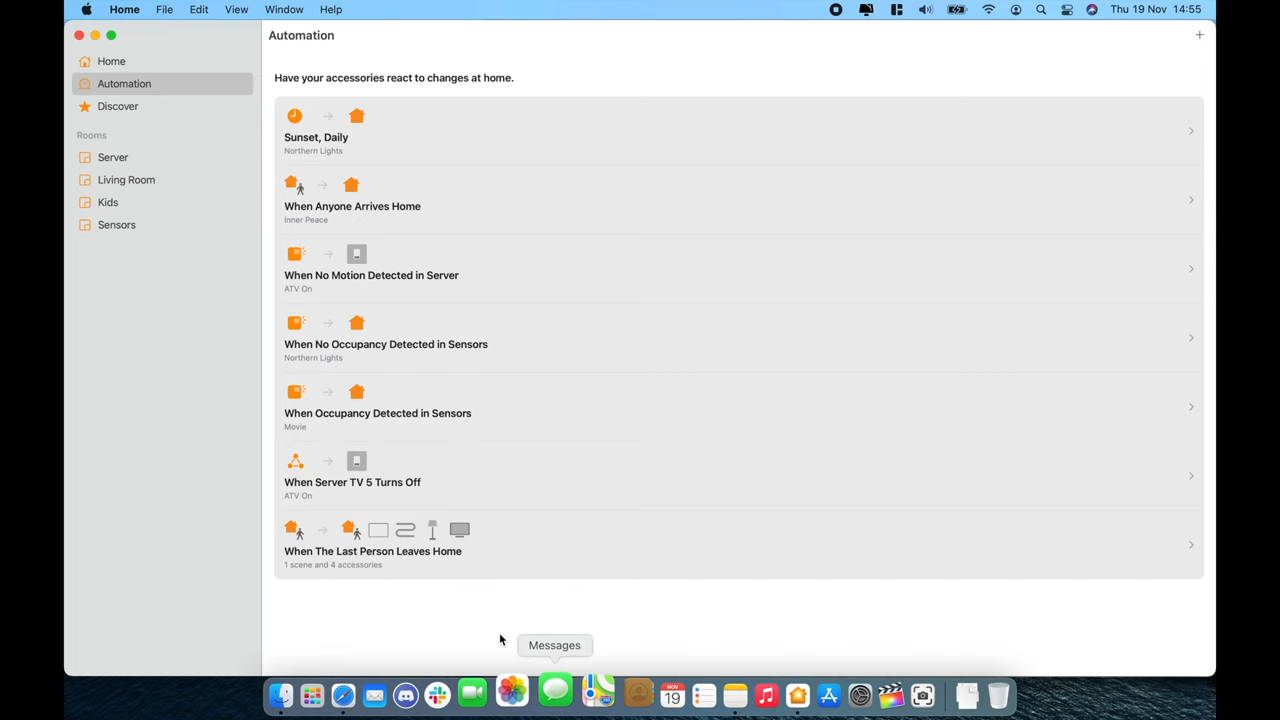 Home File Edit View Window Help Thu 19 Nov 14:55
Automation
Home
Automation
Discover
Rooms
Server
Living Room
Kids
Sensors
Have your accessories react to changes at home.
Sunset, Daily
Northern Lights
When Anyone Arrives Home
Inner Peace
When No Motion Detected in Server
ATV On
When No Occupancy Detected in Sensors
Northern Lights
When Occupancy Detected in Sensors
Movie
When Server TV 5 Turns Off
ATV On
When The Last Person Leaves Home
1 scene and 4 accessories
Messages
NOV
19